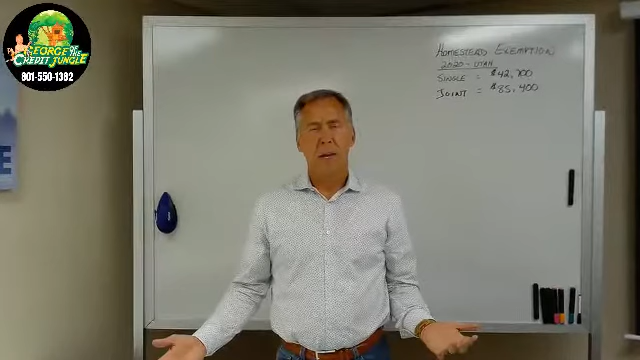 GEORGE OF THE
CREDIT JUNGLE
801-550-1392
HOMESTEAD EXEMPTION
2020 - UTAH
SINGLE = $42,700
JOINT = $85,400
E